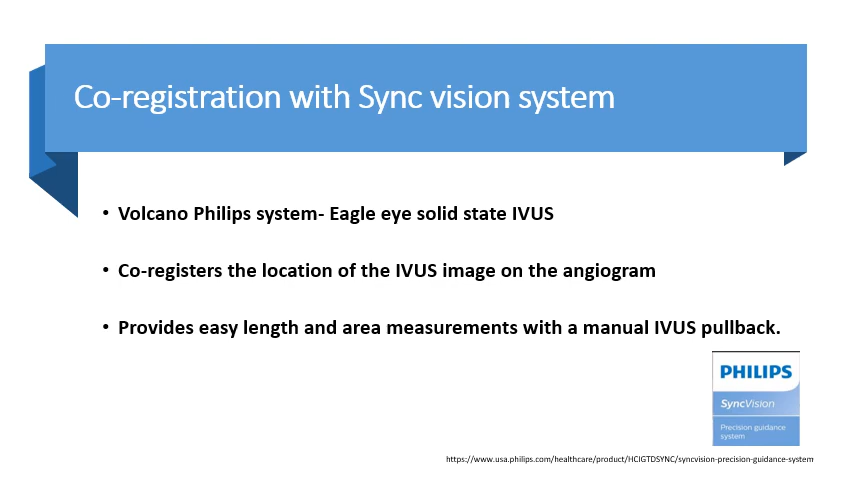 Co-registration with Sync vision system
• Volcano Philips system- Eagle eye solid state IVUS
• Co-registers the location of the IVUS image on the angiogram
• Provides easy length and area measurements with a manual IVUS pullback.
PHILIPS
SyncVision
Precision guidance
system
https://www.usa.philips.com/healthcare/product/HCIGTDSYNC/syncvision-precision-guidance-system